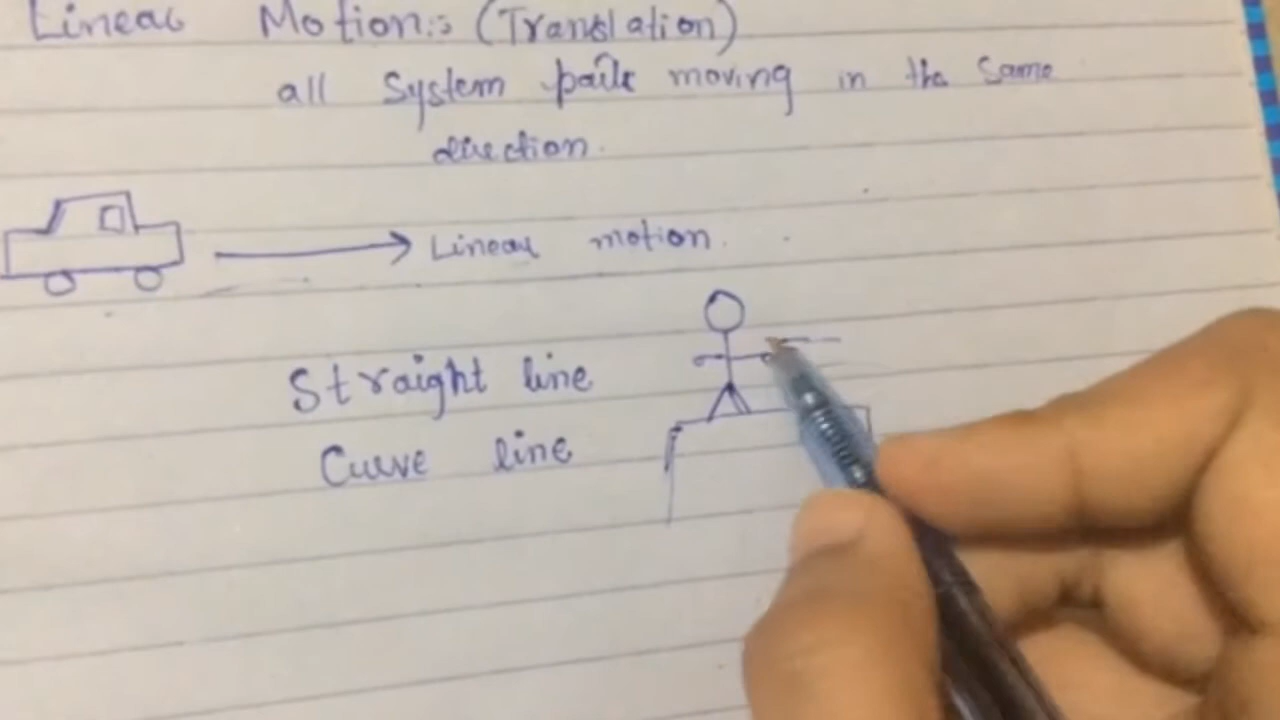 Linear Motion:- (Translation)
all System parts moving in the Same
direction.
Linear motion.
Straight line
Curve line